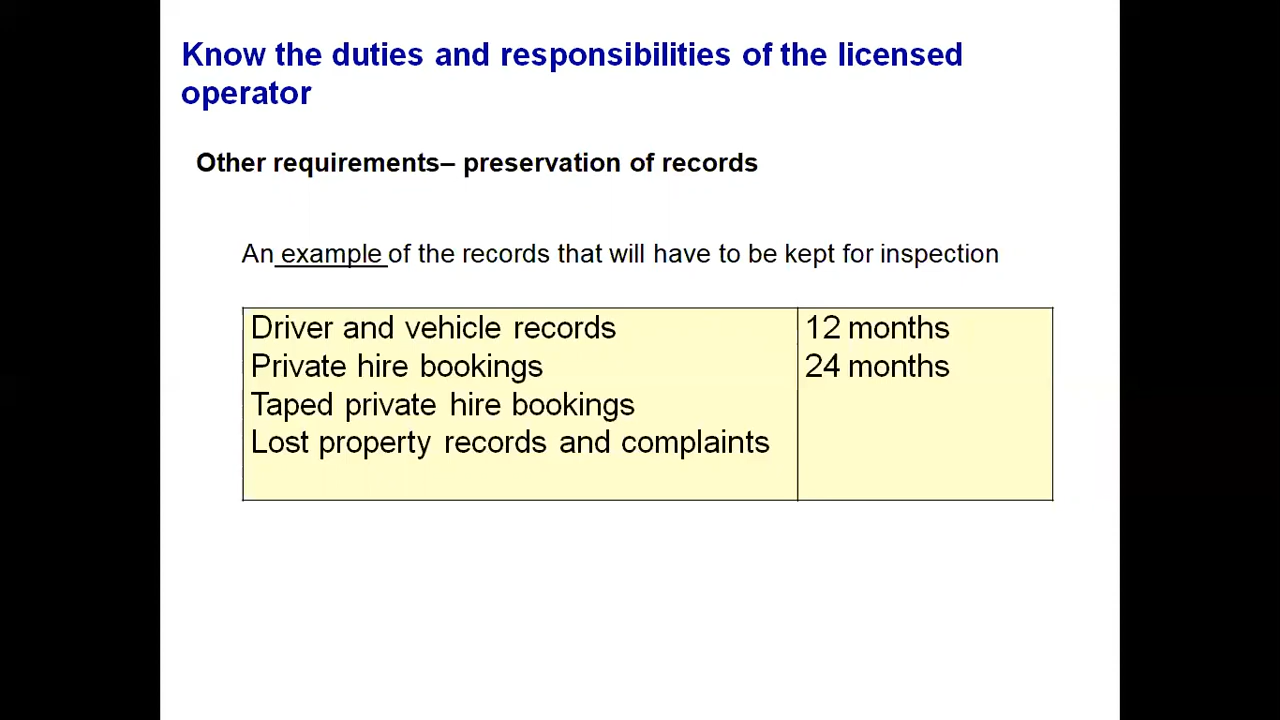 Know the duties and responsibilities of the licensed
operator
Other requirements– preservation of records
An example of the records that will have to be kept for inspection
Driver and vehicle records 12 months
Private hire bookings 24 months
Taped private hire bookings
Lost property records and complaints